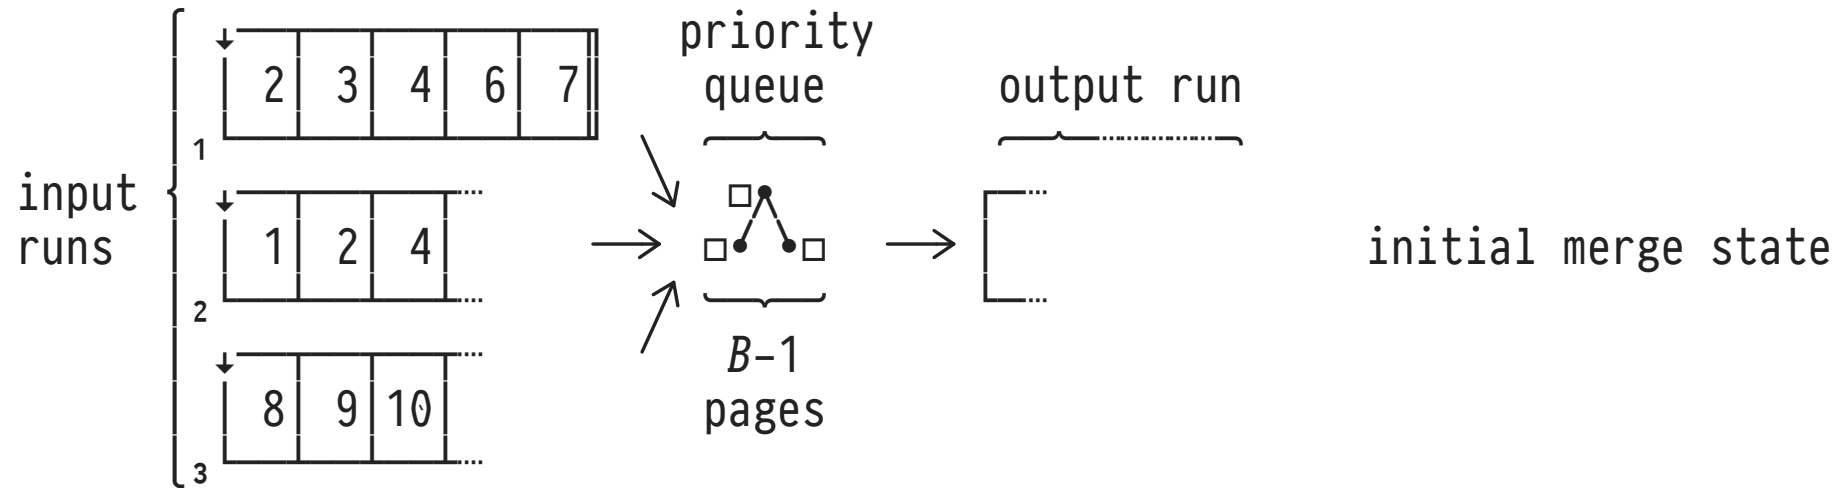 priority
queue
output run
2 3 4 6 7
1
input
runs
1 2 4
2
initial merge state
B-1
pages
8 9 10
3